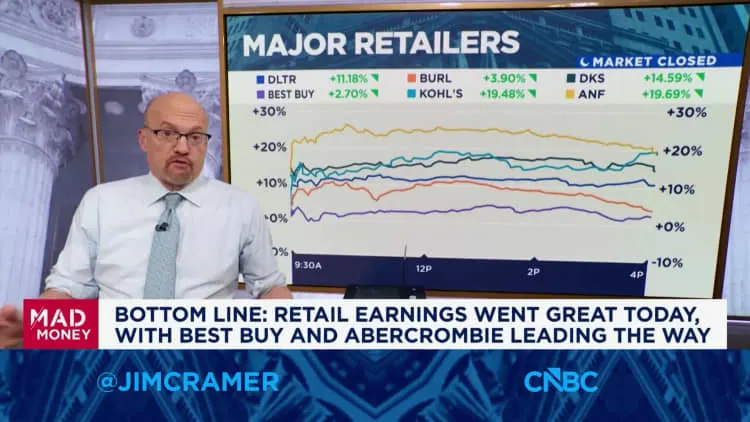 MAJOR RETAILERS
MARKET CLOSED
DLTR +11.18% BURL +3.90% DKS +14.59%
BEST BUY +2.70% KOHL'S +19.48% ANF +19.69%
+30% +30%
+20% +20%
+10% +10%
+0% +0%
0% -10%
9:30A 12P 2P 4P
MAD MONEY
BOTTOM LINE: RETAIL EARNINGS WENT GREAT TODAY,
WITH BEST BUY AND ABERCROMBIE LEADING THE WAY
@JIMCRAMER CNBC